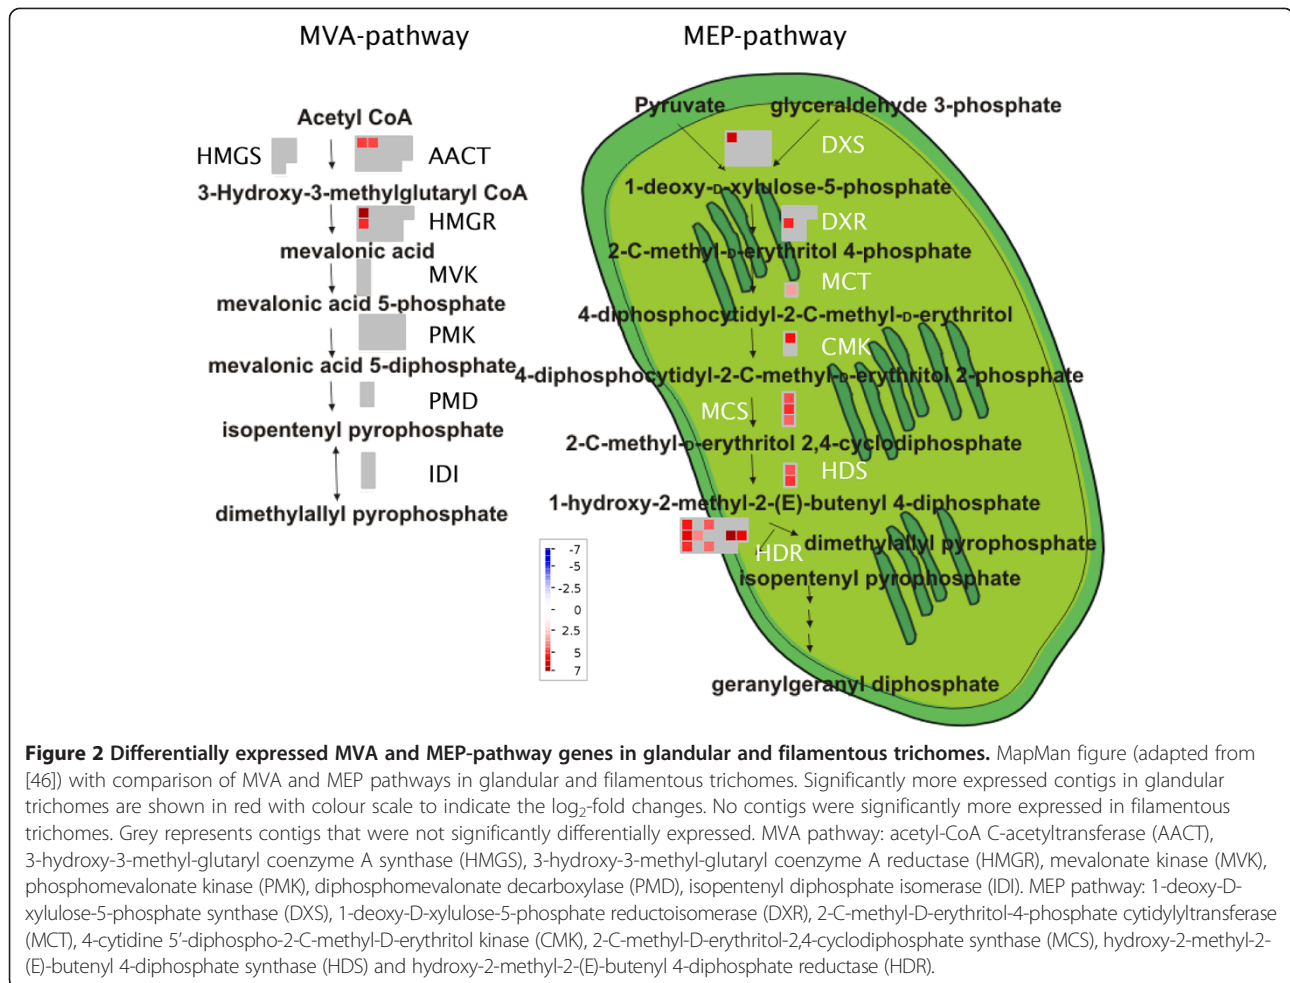 MVA-pathway
MEP-pathway
Acetyl CoA
HMGS
AACT
3-Hydroxy-3-methylglutaryl CoA
HMGR
mevalonic acid
MVK
mevalonic acid 5-phosphate
PMK
mevalonic acid 5-diphosphate
PMD
isopentenyl pyrophosphate
IDI
dimethylallyl pyrophosphate
Pyruvate
glyceraldehyde 3-phosphate
DXS
1-deoxy-D-xylulose-5-phosphate
DXR
2-C-methyl-D-erythritol 4-phosphate
MCT
4-diphosphocytidyl-2-C-methyl-D-erythritol
CMK
4-diphosphocytidyl-2-C-methyl-D-erythritol 2-phosphate
MCS
2-C-methyl-D-erythritol 2,4-cyclodiphosphate
HDS
1-hydroxy-2-methyl-2-(E)-butenyl 4-diphosphate
HDR
dimethylallyl pyrophosphate
isopentenyl pyrophosphate
geranylgeranyl diphosphate
-7
-5
-2.5
0
2.5
5
7
Figure 2 Differentially expressed MVA and MEP-pathway genes in glandular and filamentous trichomes. MapMan figure (adapted from
[46]) with comparison of MVA and MEP pathways in glandular and filamentous trichomes. Significantly more expressed contigs in glandular
trichomes are shown in red with colour scale to indicate the log₂-fold changes. No contigs were significantly more expressed in filamentous
trichomes. Grey represents contigs that were not significantly differentially expressed. MVA pathway: acetyl-CoA C-acetyltransferase (AACT),
3-hydroxy-3-methyl-glutaryl coenzyme A synthase (HMGS), 3-hydroxy-3-methyl-glutaryl coenzyme A reductase (HMGR), mevalonate kinase (MVK),
phosphomevalonate kinase (PMK), diphosphomevalonate decarboxylase (PMD), isopentenyl diphosphate isomerase (IDI). MEP pathway: 1-deoxy-D-
xylulose-5-phosphate synthase (DXS), 1-deoxy-D-xylulose-5-phosphate reductoisomerase (DXR), 2-C-methyl-D-erythritol-4-phosphate cytidylyltransferase
(MCT), 4-cytidine 5’-diphospho-2-C-methyl-D-erythritol kinase (CMK), 2-C-methyl-D-erythritol-2,4-cyclodiphosphate synthase (MCS), hydroxy-2-methyl-2-
(E)-butenyl 4-diphosphate synthase (HDS) and hydroxy-2-methyl-2-(E)-butenyl 4-diphosphate reductase (HDR).